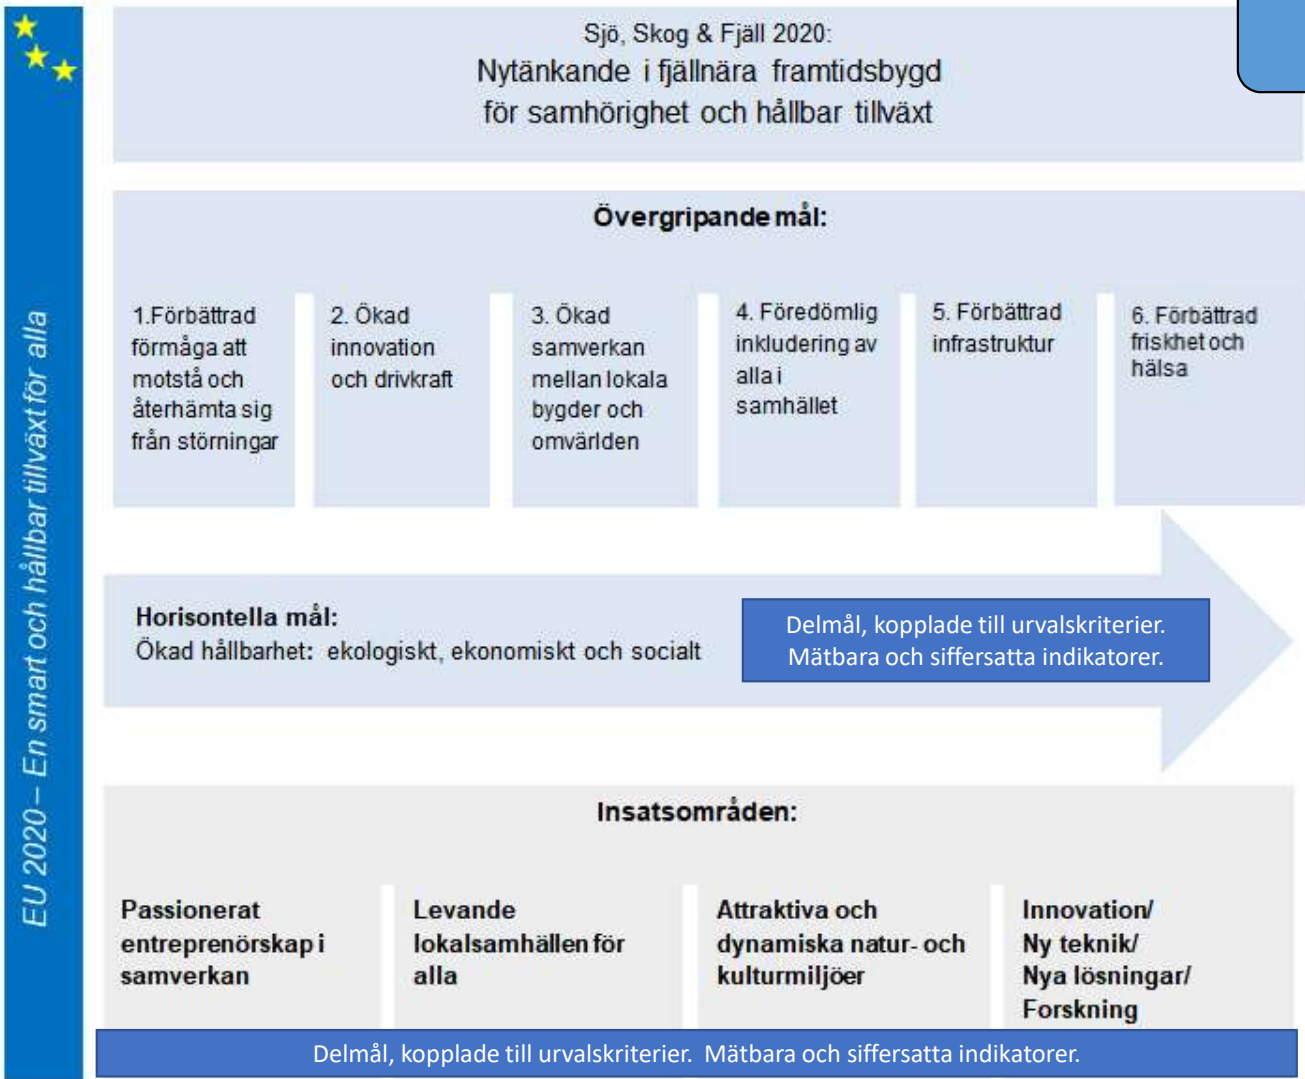 EU 2020 – En smart och hållbar tillväxt för alla
Sjö, Skog & Fjäll 2020:
Nytänkande i fjällnära framtidsbygd
för samhörighet och hållbar tillväxt
Övergripande mål:
1.Förbättrad
förmåga att
motstå och
återhämta sig
från störningar
2. Ökad
innovation
och drivkraft
3. Ökad
samverkan
mellan lokala
bygder och
omvärlden
4. Föredömlig
inkludering av
alla i
samhället
5. Förbättrad
infrastruktur
6. Förbättrad
friskhet och
hälsa
Horisontella mål:
Ökad hållbarhet: ekologiskt, ekonomiskt och socialt
Delmål, kopplade till urvalskriterier.
Mätbara och siffersatta indikatorer.
Insatsområden:
Passionerat
entreprenörskap i
samverkan
Levande
lokalsamhällen för
alla
Attraktiva och
dynamiska natur- och
kulturmiljöer
Innovation/
Ny teknik/
Nya lösningar/
Forskning
Delmål, kopplade till urvalskriterier. Mätbara och siffersatta indikatorer.